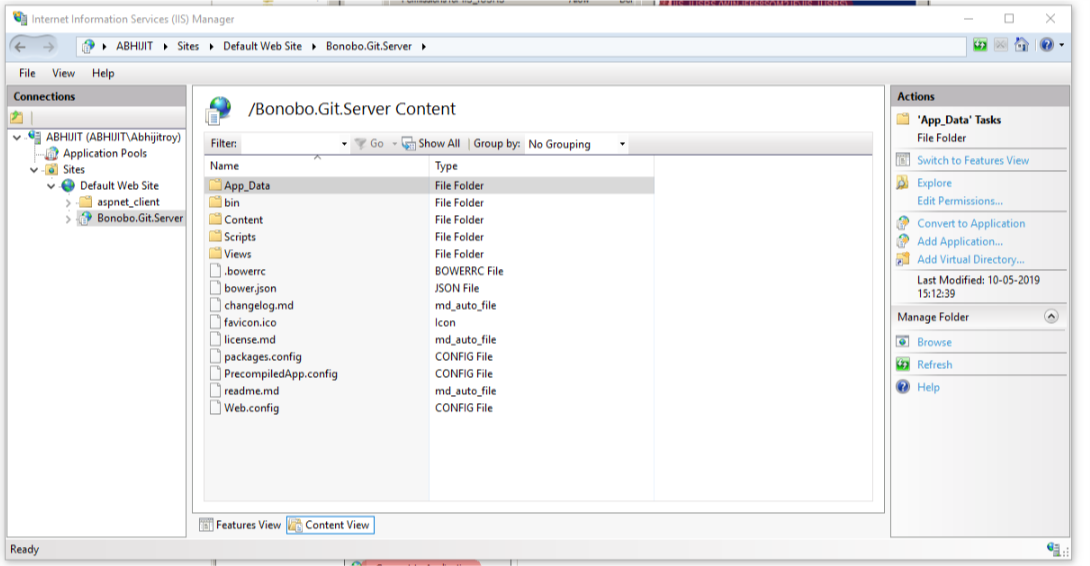 Internet Information Services (IIS) Manager
ABHIJIT Sites Default Web Site Bonobo.Git.Server
File View Help
Connections
ABHIJIT (ABHIJIT\Abhijitroy)
Application Pools
Sites
Default Web Site
aspnet_client
Bonobo.Git.Server
/Bonobo.Git.Server Content
Filter: Go Show All Group by: No Grouping
Name Type
App_Data File Folder
bin File Folder
Content File Folder
Scripts File Folder
Views File Folder
.bowerrc BOWERRC File
bower.json JSON File
changelog.md md_auto_file
favicon.ico Icon
license.md md_auto_file
packages.config CONFIG File
PrecompiledApp.config CONFIG File
readme.md md_auto_file
Web.config CONFIG File
Features View Content View
Actions
'App_Data' Tasks
File Folder
Switch to Features View
Explore
Edit Permissions...
Convert to Application
Add Application...
Add Virtual Directory...
Last Modified: 10-05-2019
15:12:39
Manage Folder
Browse
Refresh
Help
Ready